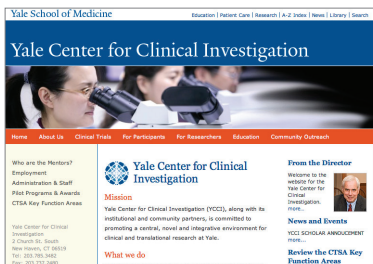 Yale School of Medicine
Education | Patient Care | Research | A-Z Index | News | Library | Search
Yale Center for Clinical Investigation
Home About Us Clinical Trials For Participants For Researchers Education Community Outreach
Who are the Mentors?
Employment
Administration & Staff
Pilot Programs & Awards
CTSA Key Function Areas
Yale Center for Clinical
Investigation
2 Church St. South
New Haven, CT 06519
Tel: 203.785.3482
Fax: 203.737.2480
Yale Center for Clinical
Investigation
Mission
Yale Center for Clinical Investigation (YCCI), along with its
institutional and community partners, is committed to
promoting a central, novel and integrative environment for
clinical and translational research at Yale.
What we do
From the Director
Welcome to the
website for the
Yale Center for
Clinical
Investigation.
more...
News and Events
YCCI SCHOLAR ANNOUCEMENT
more...
Review the CTSA Key
Function Areas